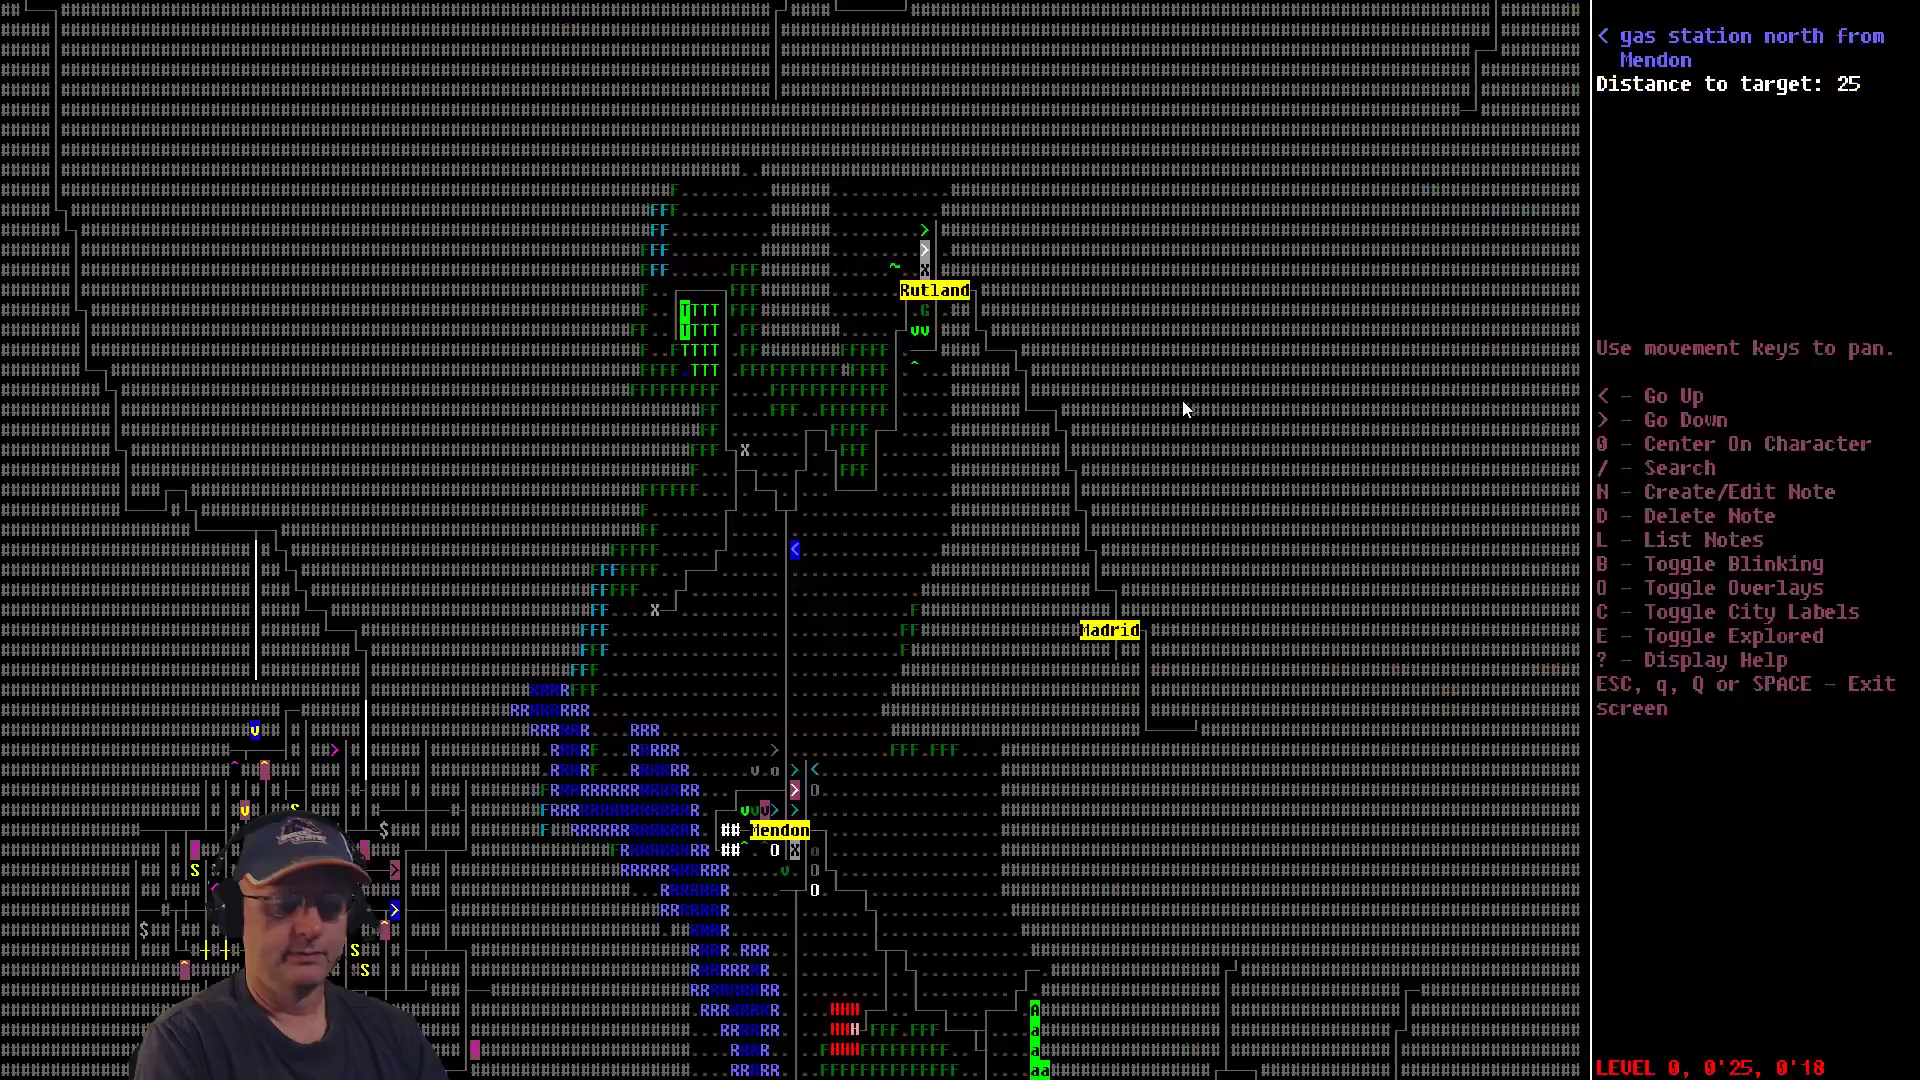 < gas station north from
Mendon
Distance to target: 25
Rutland
Use movement keys to pan.
< - Go Up
> - Go Down
0 - Center On Character
/ - Search
N - Create/Edit Note
D - Delete Note
L - List Notes
B - Toggle Blinking
O - Toggle Overlays
C - Toggle City Labels
E - Toggle Explored
? - Display Help
ESC, q, Q or SPACE - Exit
screen
Madrid
Mendon
LEVEL 0, 0'25, 0'18